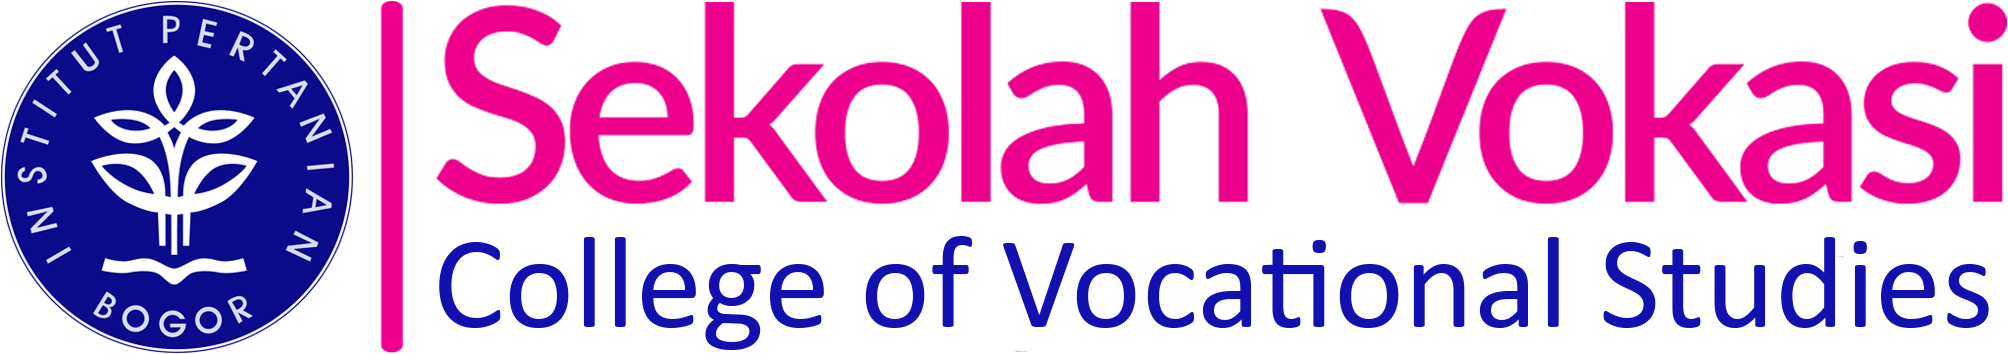 INSTITUT PERTANIAN
BOGOR
Sekolah Vokasi
College of Vocational Studies